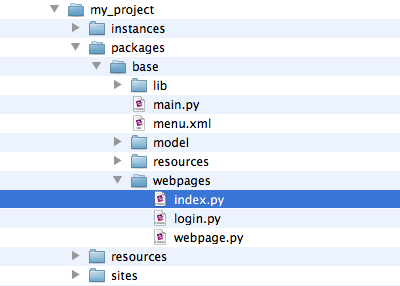 my_project
instances
packages
base
lib
main.py
menu.xml
model
resources
webpages
index.py
login.py
webpage.py
resources
sites